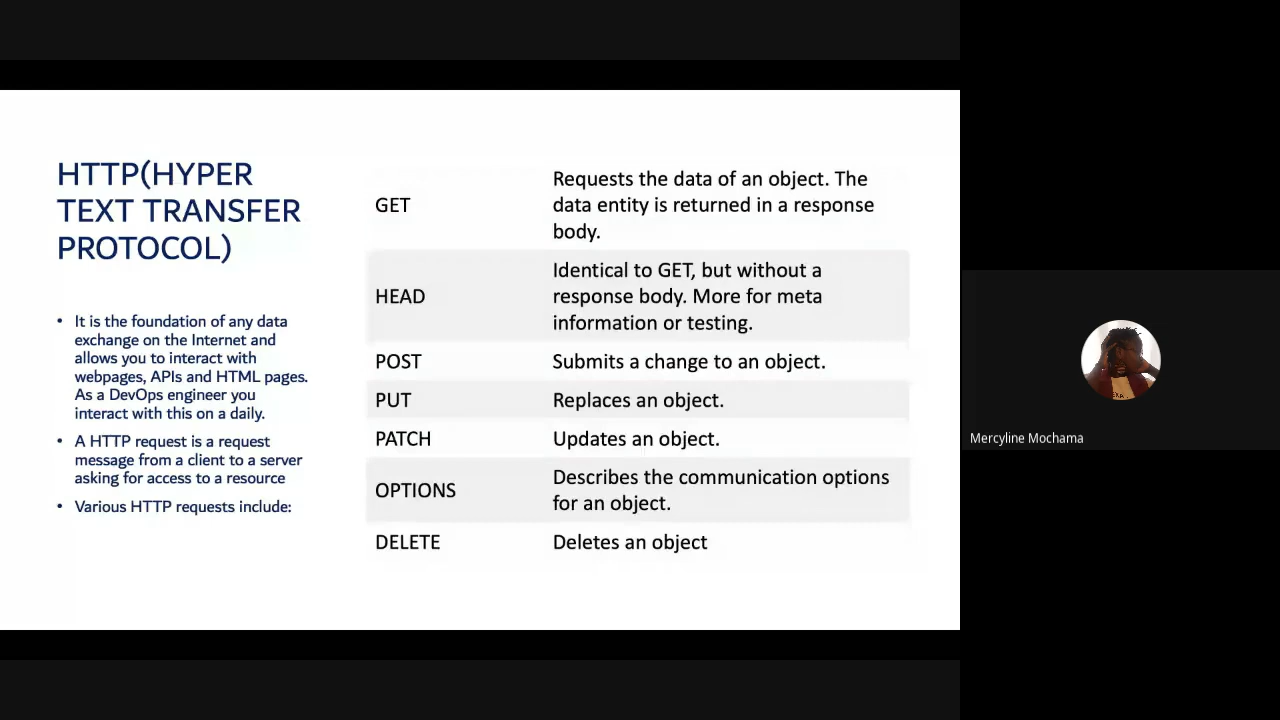 HTTP(HYPER
TEXT TRANSFER
PROTOCOL)
• It is the foundation of any data
exchange on the Internet and
allows you to interact with
webpages, APIs and HTML pages.
As a DevOps engineer you
interact with this on a daily.
• A HTTP request is a request
message from a client to a server
asking for access to a resource
• Various HTTP requests include:
GET
Requests the data of an object. The
data entity is returned in a response
body.
HEAD
Identical to GET, but without a
response body. More for meta
information or testing.
POST
Submits a change to an object.
PUT
Replaces an object.
PATCH
Updates an object.
OPTIONS
Describes the communication options
for an object.
DELETE
Deletes an object
Mercyline Mochama